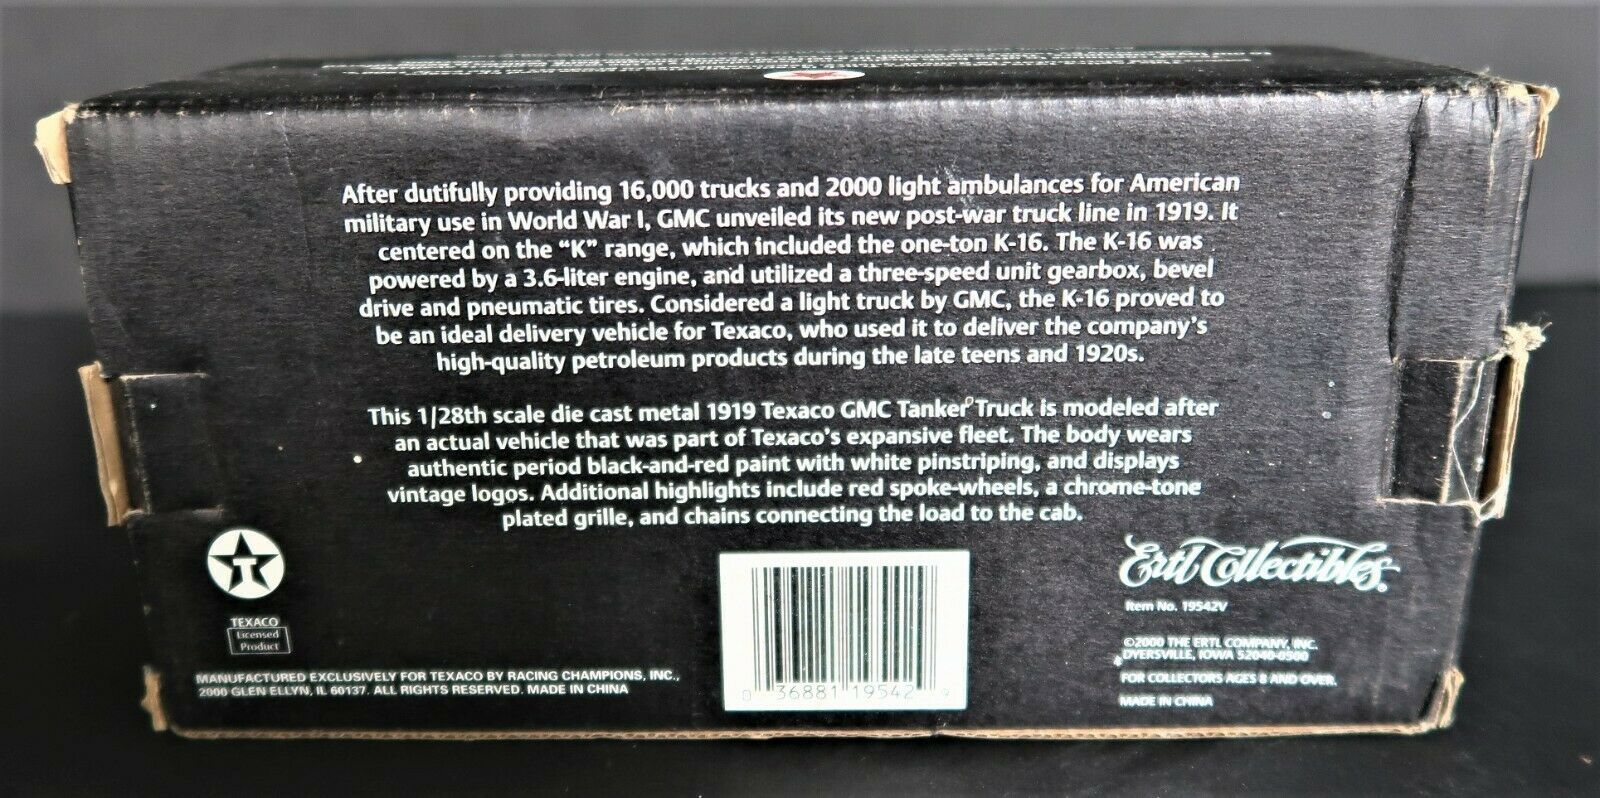 After dutifully providing 16,000 trucks and 2000 light ambulances for American
military use in World War I, GMC unveiled its new post-war truck line in 1919. It
centered on the “K” range, which included the one-ton K-16. The K-16 was
powered by a 3.6-liter engine, and utilized a three-speed unit gearbox, bevel
drive and pneumatic tires. Considered a light truck by GMC, the K-16 proved to
be an ideal delivery vehicle for Texaco, who used it to deliver the company’s
high-quality petroleum products during the late teens and 1920s.
This 1/28th scale die cast metal 1919 Texaco GMC Tanker Truck is modeled after
an actual vehicle that was part of Texaco’s expansive fleet. The body wears
authentic period black-and-red paint with white pinstriping, and displays
vintage logos. Additional highlights include red spoke-wheels, a chrome-tone
plated grille, and chains connecting the load to the cab.
T
TEXACO
Licensed
Product
MANUFACTURED EXCLUSIVELY FOR TEXACO BY RACING CHAMPIONS, INC.,
2000 GLEN ELLYN, IL 60137. ALL RIGHTS RESERVED. MADE IN CHINA
0 36881 19542 9
Ertl Collectibles®
Item No. 19542V
©2000 THE ERTL COMPANY, INC.
DYERSVILLE, IOWA 52040-0500
FOR COLLECTORS AGES 8 AND OVER.
MADE IN CHINA